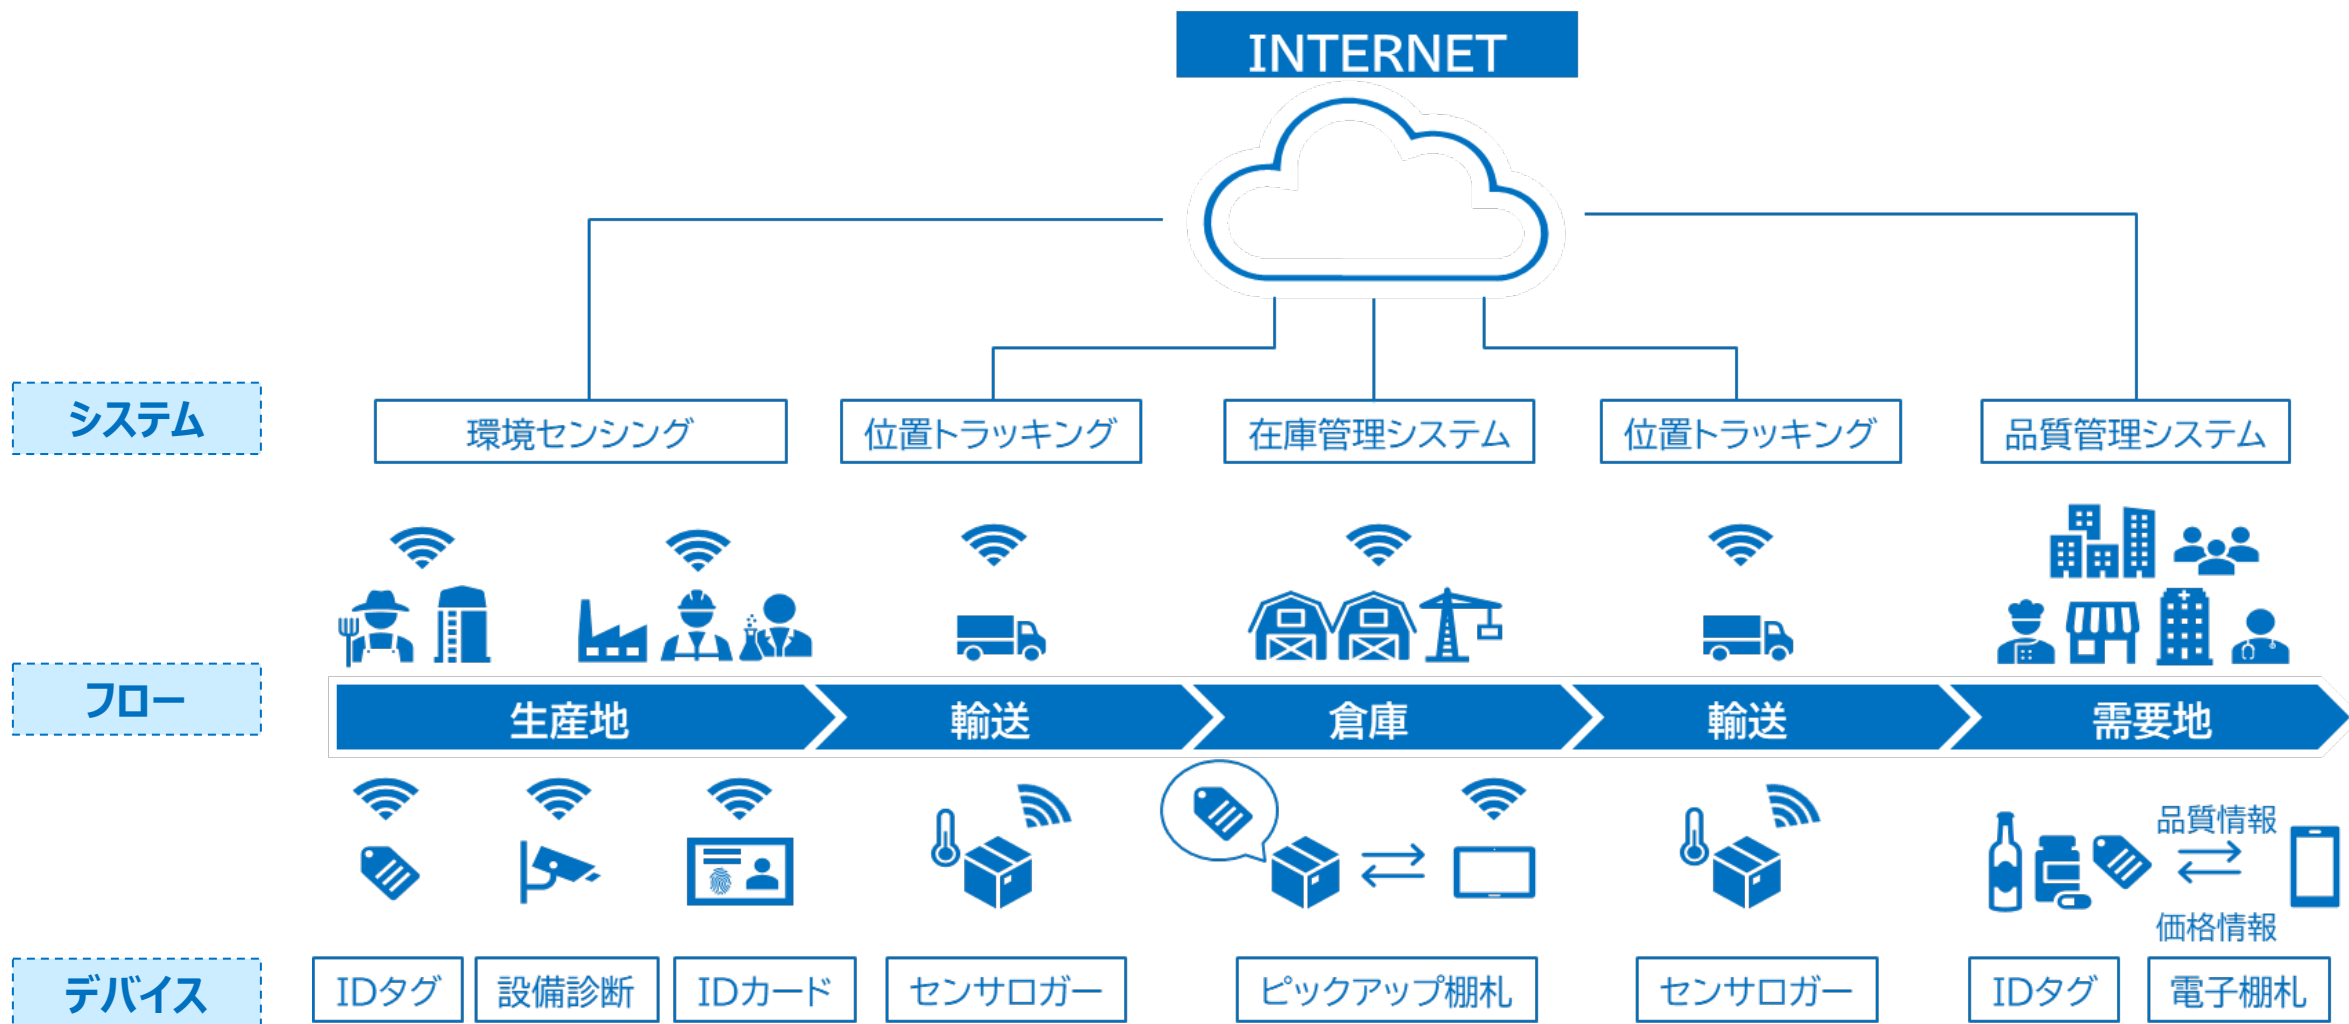 INTERNET
システム
環境センシング
位置トラッキング
在庫管理システム
位置トラッキング
品質管理システム
フロー
生産地
輸送
倉庫
輸送
需要地
品質情報
価格情報
デバイス
IDタグ
設備診断
IDカード
センサロガー
ピックアップ棚札
センサロガー
IDタグ
電子棚札